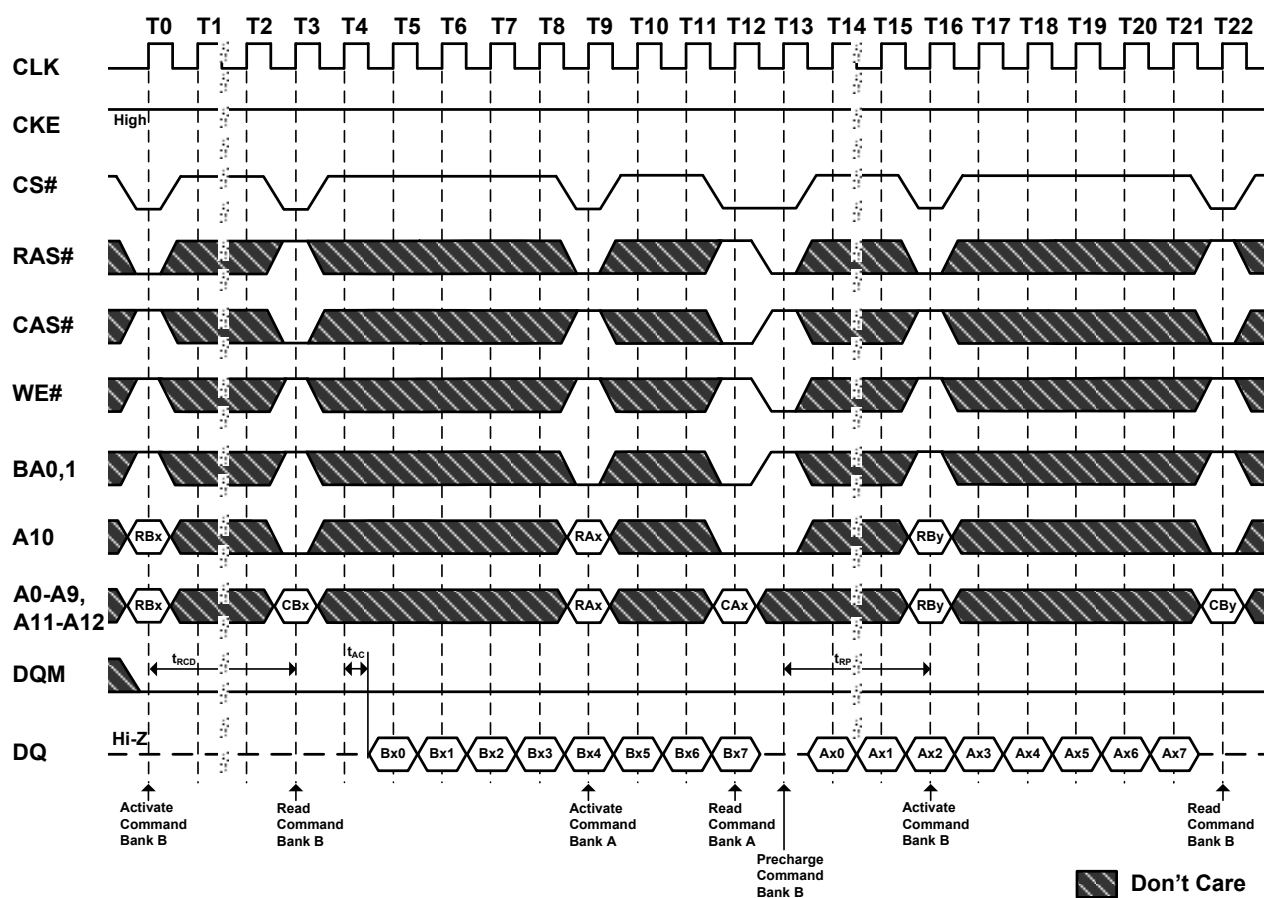 T0 T1 T2 T3 T4 T5 T6 T7 T8 T9 T10 T11 T12 T13 T14 T15 T16 T17 T18 T19 T20 T21 T22
CLK
CKE
High
CS#
RAS#
CAS#
WE#
BA0,1
A10
RBx RAx RBy
A0-A9,
A11-A12
RBx CBx RAx CAx RBy CBy
DQM
tRCD tAC tRP
DQ
Hi-Z
Bx0 Bx1 Bx2 Bx3 Bx4 Bx5 Bx6 Bx7 Ax0 Ax1 Ax2 Ax3 Ax4 Ax5 Ax6 Ax7
Activate
Command
Bank B
Read
Command
Bank B
Activate
Command
Bank A
Read
Command
Bank A
Precharge
Command
Bank B
Activate
Command
Bank B
Read
Command
Bank B
Don't Care